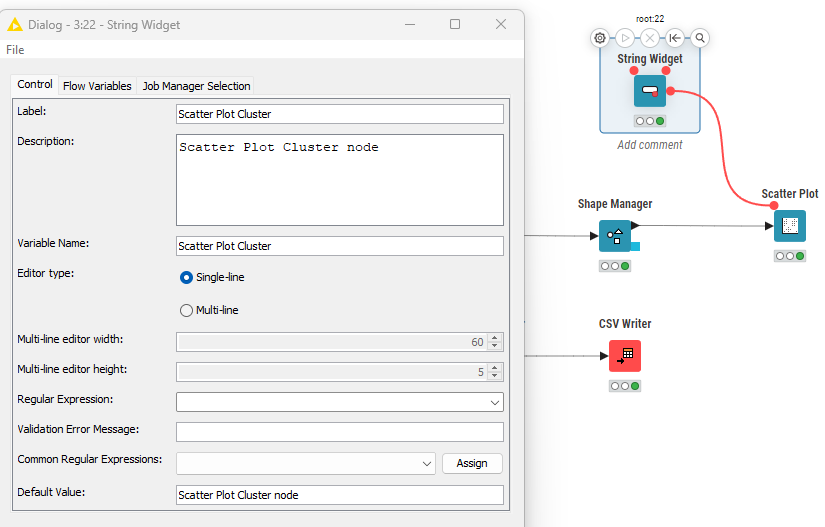 Dialog - 3:22 - String Widget
File
Control
Flow Variables
Job Manager Selection
Label:
Scatter Plot Cluster
Description:
Scatter Plot Cluster node
Variable Name:
Scatter Plot Cluster
Editor type:
Single-line
Multi-line
Multi-line editor width:
60
Multi-line editor height:
5
Regular Expression:
Validation Error Message:
Common Regular Expressions:
Assign
Default Value:
Scatter Plot Cluster node
root:22
String Widget
Add comment
Shape Manager
Scatter Plot
CSV Writer